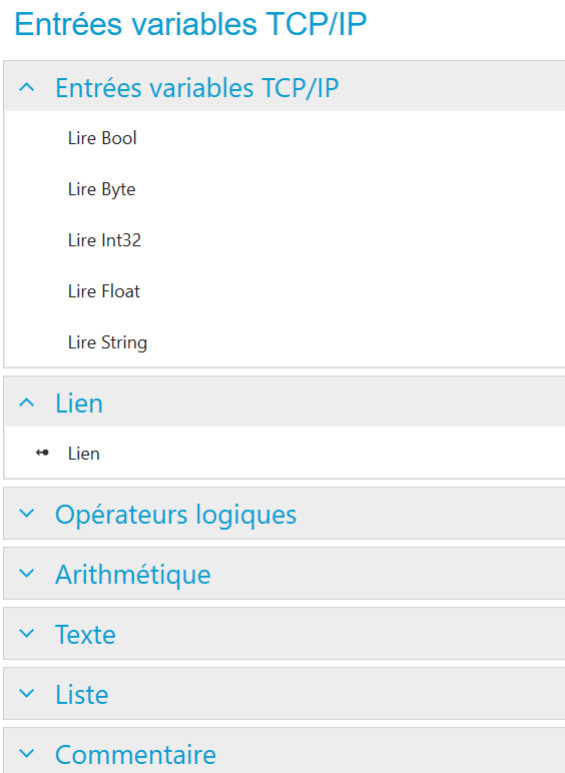 Entrées variables TCP/IP
Entrées variables TCP/IP
Lire Bool
Lire Byte
Lire Int32
Lire Float
Lire String
Lien
Lien
Opérateurs logiques
Arithmétique
Texte
Liste
Commentaire